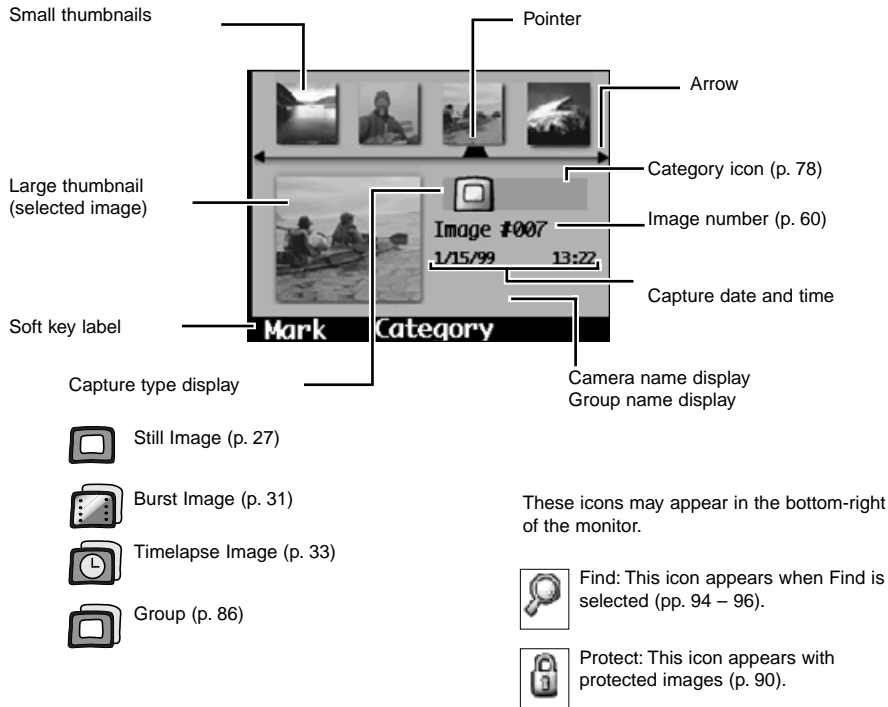 Small thumbnails
Pointer
Arrow
Category icon (p. 78)
Large thumbnail
(selected image)
Image #007
Image number (p. 60)
1/15/99 13:22
Capture date and time
Soft key label
Mark Category
Capture type display
Camera name display
Group name display
Still Image (p. 27)
Burst Image (p. 31)
Timelapse Image (p. 33)
Group (p. 86)
These icons may appear in the bottom-right
of the monitor.
Find: This icon appears when Find is
selected (pp. 94 – 96).
Protect: This icon appears with
protected images (p. 90).